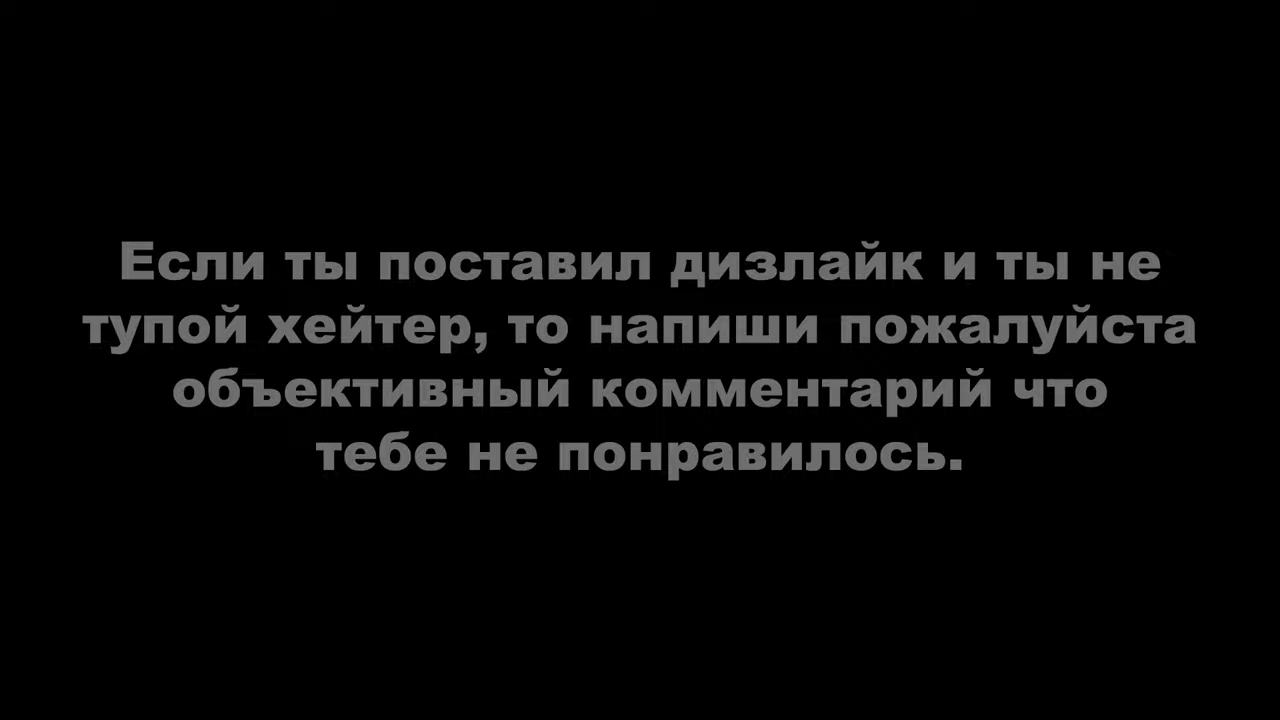 Если ты поставил дизлайк и ты не
тупой хейтер, то напиши пожалуйста
объективный комментарий что
тебе не понравилось.